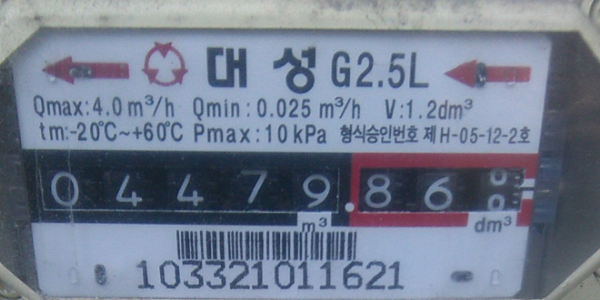 대성 G2.5L
Qmax:4.0m³/h Qmin:0.025m³/h V:1.2dm³
tm:-20℃~+60℃ Pmax:10kPa 형식승인번호 제H-05-12-2호
04479.86
m³ dm³
103321011621